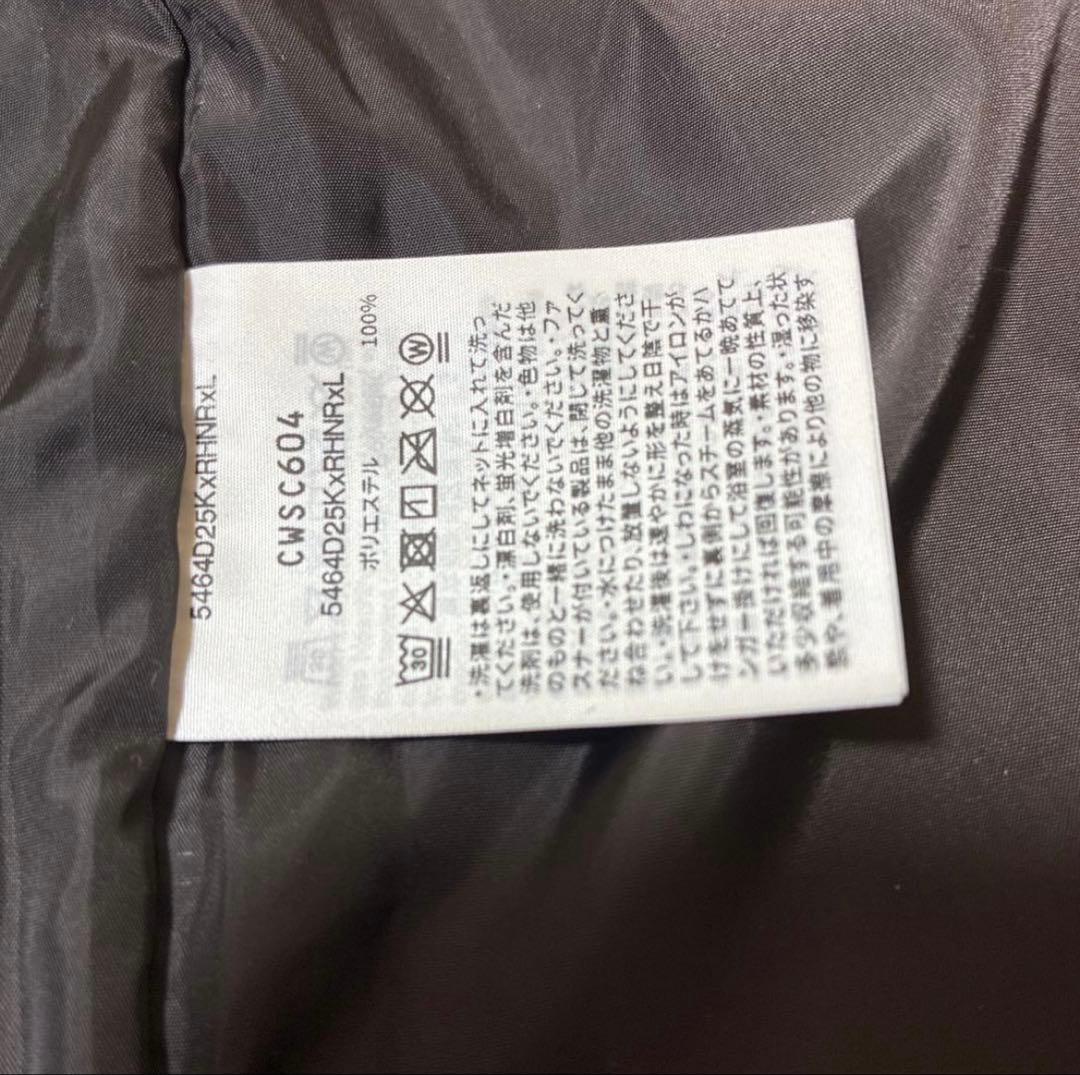 5464D25KxRHNRxL
CWSC604
5464D25KxRHNRxL
ポリエステル 100%
30
・洗濯は裏返しにしてネットに入れて洗っ
てください。・漂白剤、蛍光増白剤を含んだ
洗剤は、使用しないでください。・色物は他
のものと一緒に洗わないでください。・ファ
スナーが付いている製品は、閉じて洗ってく
ださい。・水につけたまま他の洗濯物と重
ね合わせたり、放置しないようにしてくださ
い。・洗濯後は速やかに形を整え日陰で干
して下さい。・しわになった時はアイロンが
けをせずに裏側からスチームをあてるかハ
ンガー掛けにして浴室の蒸気に一晩あてて
いただければ回復します。・素材の性質上、
多少収縮する可能性があります。・湿った状
態や、着用中の摩擦により他の物に移染す